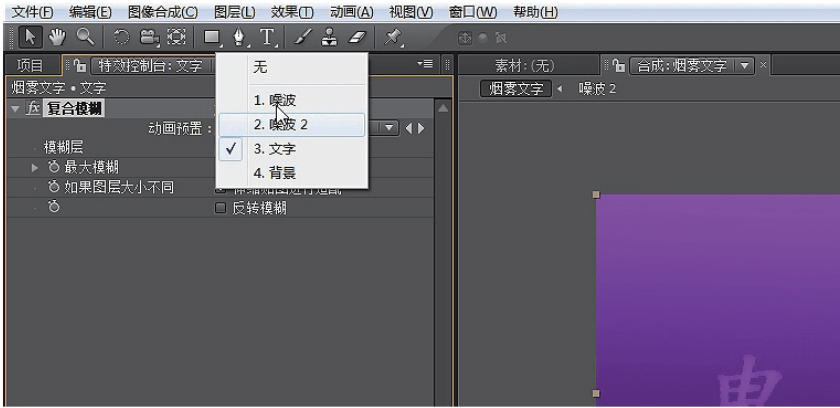 文件(F) 编辑(E) 图像合成(C) 图层(L) 效果(T) 动画(A) 视图(V) 窗口(W) 帮助(H)
项目 特效控制台:文字 素材:(无) 合成:烟雾文字
烟雾文字 • 文字 烟雾文字 噪波 2
fx 复合模糊
动画预置:
模糊层
最大模糊
如果图层大小不同
反转模糊
无
1. 噪波
2. 噪波 2
3. 文字
4. 背景
电